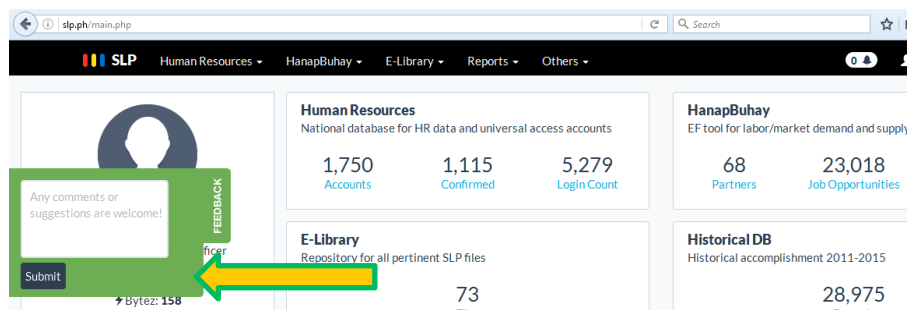 slp.ph/main.php
Search
SLP
Human Resources
HanapBuhay
E-Library
Reports
Others
0
Human Resources
National database for HR data and universal access accounts
1,750
1,115
5,279
Accounts
Confirmed
Login Count
HanapBuhay
EF tool for labor/market demand and supply
68
23,018
Partners
Job Opportunities
Any comments or
suggestions are welcome!
FEEDBACK
Submit
ficer
Bytez: 158
E-Library
Repository for all pertinent SLP files
73
Historical DB
Historical accomplishment 2011-2015
28,975